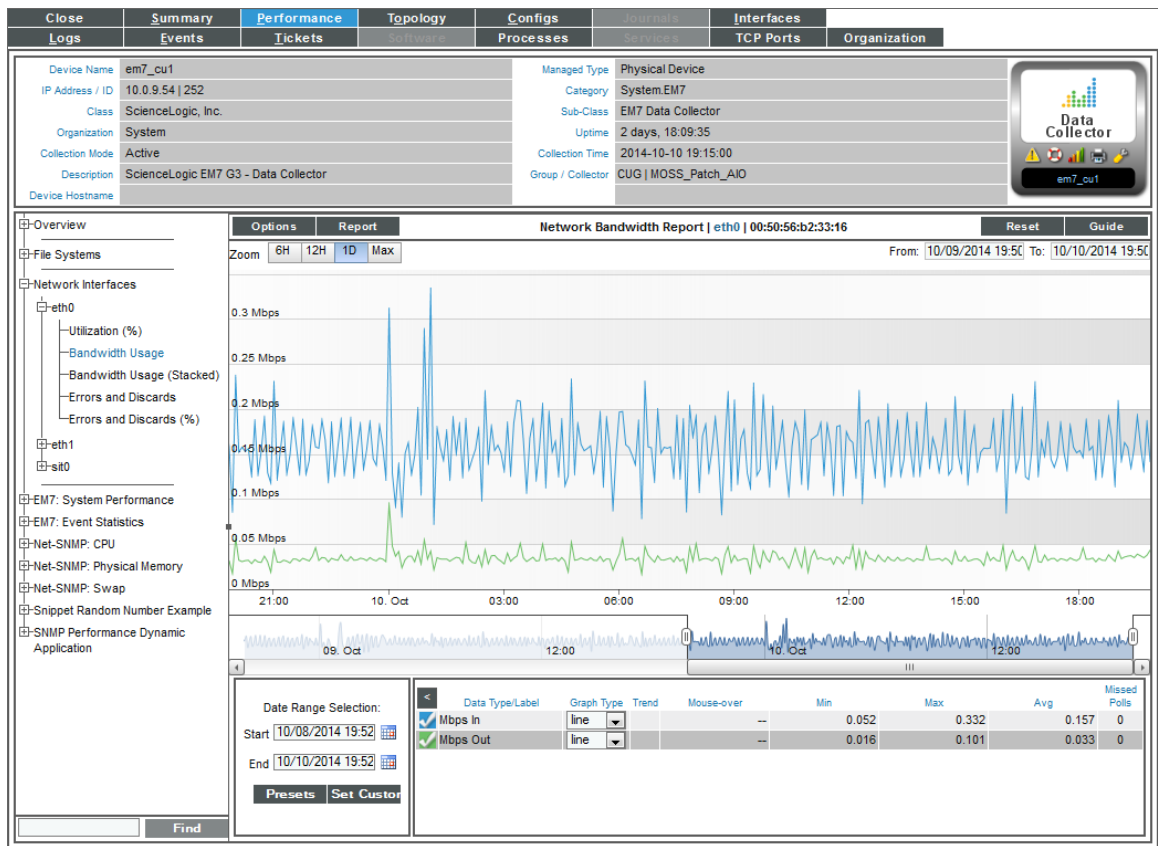 Close Summary Performance Topology Configs Journals Interfaces
Logs Events Tickets Software Processes Services TCP Ports Organization
Device Name em7_cu1 Managed Type Physical Device
IP Address / ID 10.0.9.54 | 252 Category System.EM7
Class ScienceLogic, Inc. Sub-Class EM7 Data Collector
Organization System Uptime 2 days, 18:09:35
Collection Mode Active Collection Time 2014-10-10 19:15:00
Description ScienceLogic EM7 G3 - Data Collector Group / Collector CUG | MOSS_Patch_AIO
Device Hostname
Data
Collector
em7_cu1
Overview
File Systems
Network Interfaces
eth0
Utilization (%)
Bandwidth Usage
Bandwidth Usage (Stacked)
Errors and Discards
Errors and Discards (%)
eth1
sit0
EM7: System Performance
EM7: Event Statistics
Net-SNMP: CPU
Net-SNMP: Physical Memory
Net-SNMP: Swap
Snippet Random Number Example
SNMP Performance Dynamic
Application
Find
Options Report Network Bandwidth Report | eth0 | 00:50:56:b2:33:16 Reset Guide
Zoom 6H 12H 1D Max From: 10/09/2014 19:50 To: 10/10/2014 19:50
0.3 Mbps
0.25 Mbps
0.2 Mbps
0.15 Mbps
0.1 Mbps
0.05 Mbps
0 Mbps
21:00 10. Oct 03:00 06:00 09:00 12:00 15:00 18:00
09. Oct 12:00 10. Oct 12:00
Date Range Selection:
Start 10/08/2014 19:52
End 10/10/2014 19:52
Presets Set Custor
< Data Type/Label Graph Type Trend Mouse-over Min Max Avg Missed Polls
Mbps In line -- 0.052 0.332 0.157 0
Mbps Out line -- 0.016 0.101 0.033 0